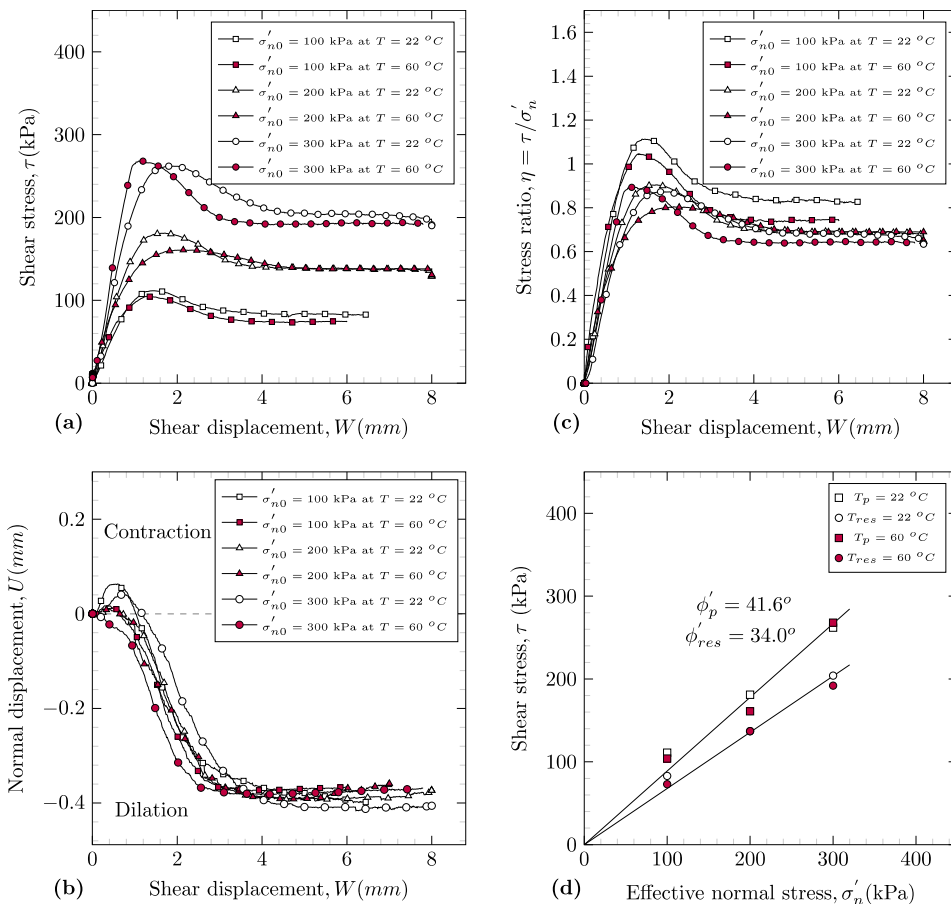 450
300
200
100
0
0 2 4 6 8
Shear stress, τ(kPa)
σ′n0 = 100 kPa at T = 22 °C
σ′n0 = 100 kPa at T = 60 °C
σ′n0 = 200 kPa at T = 22 °C
σ′n0 = 200 kPa at T = 60 °C
σ′n0 = 300 kPa at T = 22 °C
σ′n0 = 300 kPa at T = 60 °C
(a)
Shear displacement, W(mm)
1.6
1.4
1.2
1
0.8
0.6
0.4
0.2
0
0 2 4 6 8
Stress ratio, η = τ/σ′n
σ′n0 = 100 kPa at T = 22 °C
σ′n0 = 100 kPa at T = 60 °C
σ′n0 = 200 kPa at T = 22 °C
σ′n0 = 200 kPa at T = 60 °C
σ′n0 = 300 kPa at T = 22 °C
σ′n0 = 300 kPa at T = 60 °C
(c)
Shear displacement, W(mm)
0.2
0
−0.2
−0.4
0 2 4 6 8
Normal displacement, U(mm)
σ′n0 = 100 kPa at T = 22 °C
σ′n0 = 100 kPa at T = 60 °C
σ′n0 = 200 kPa at T = 22 °C
σ′n0 = 200 kPa at T = 60 °C
σ′n0 = 300 kPa at T = 22 °C
σ′n0 = 300 kPa at T = 60 °C
Contraction
Dilation
(b)
Shear displacement, W(mm)
400
300
200
100
0
0 100 200 300 400
Shear stress, τ (kPa)
Tp = 22 °C
Tres = 22 °C
Tp = 60 °C
Tres = 60 °C
ϕ′p = 41.6°
ϕ′res = 34.0°
(d)
Effective normal stress, σ′n(kPa)